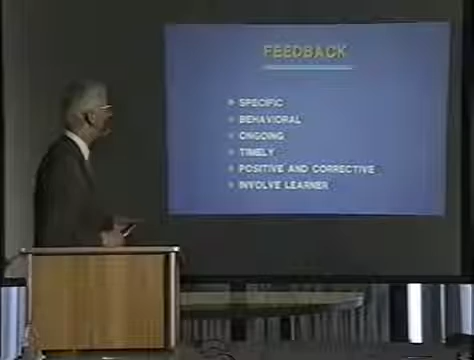 FEEDBACK
SPECIFIC
BEHAVIORAL
ONGOING
TIMELY
POSITIVE AND CORRECTIVE
INVOLVE LEARNER